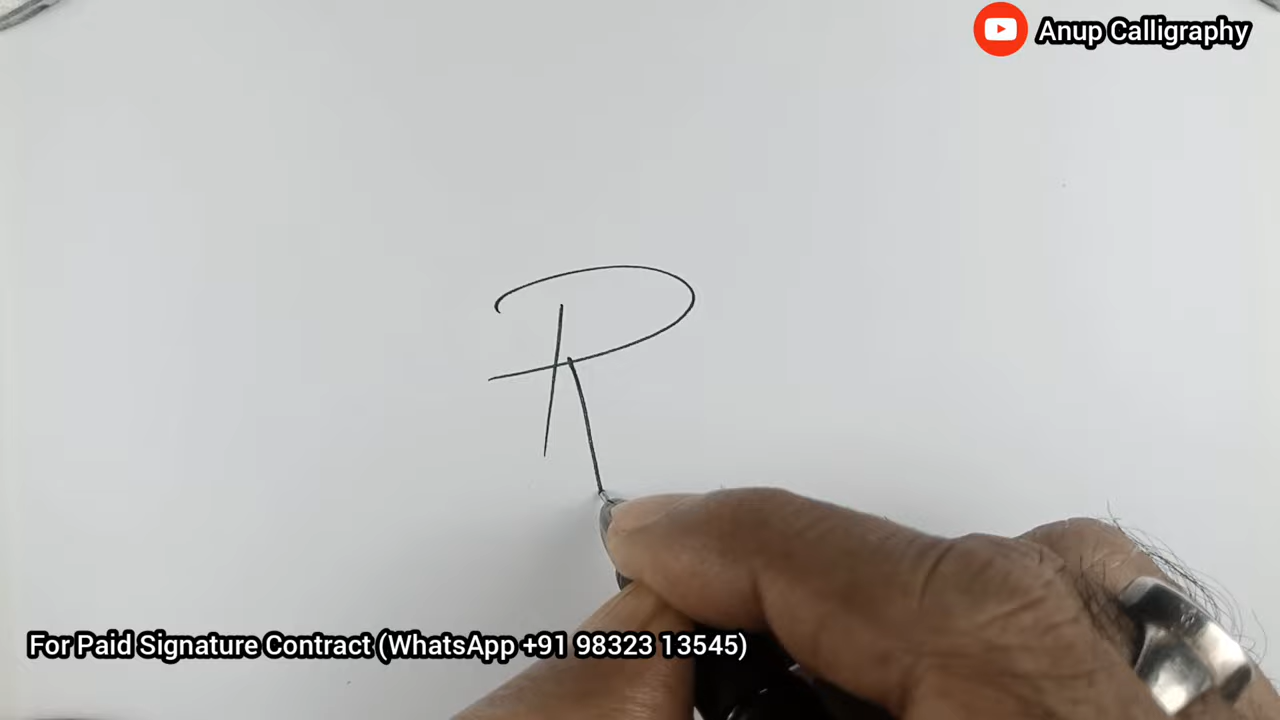 Anup Calligraphy
R
For Paid Signature Contract (WhatsApp +91 98323 13545)